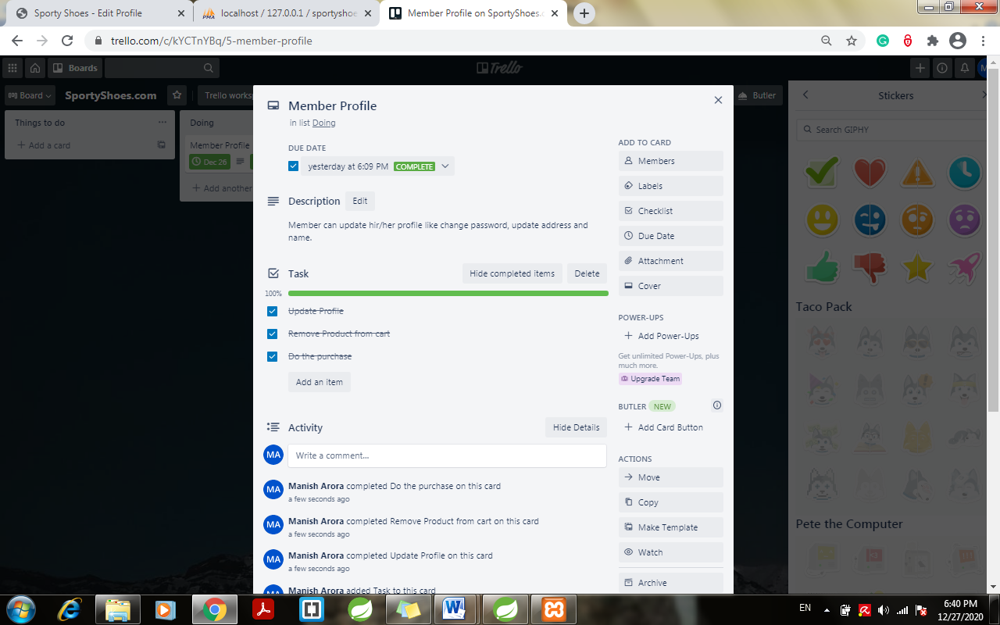 Sporty Shoes - Edit Profile
localhost / 127.0.0.1 / sportyshoe
Member Profile on SportyShoes.c
trello.com/c/kYCTnYBq/5-member-profile
Boards
Trello
Board
SportyShoes.com
Trello works
Butler
Things to do
Add a card
Doing
Member Profile
Dec 26
Add another
Member Profile
in list Doing
DUE DATE
yesterday at 6:09 PM COMPLETE
Description Edit
Member can update hir/her profile like change password, update address and
name.
Task Hide completed items Delete
100%
Update Profile
Remove Product from cart
Do the purchase
Add an item
Activity Hide Details
MA Write a comment...
MA Manish Arora completed Do the purchase on this card
a few seconds ago
MA Manish Arora completed Remove Product from cart on this card
a few seconds ago
MA Manish Arora completed Update Profile on this card
a few seconds ago
MA Manish Arora added Task to this card
ADD TO CARD
Members
Labels
Checklist
Due Date
Attachment
Cover
POWER-UPS
Add Power-Ups
Get unlimited Power-Ups, plus
much more.
Upgrade Team
BUTLER NEW
Add Card Button
ACTIONS
Move
Copy
Make Template
Watch
Archive
Stickers
Search GIPHY
Taco Pack
Pete the Computer
EN
6:40 PM
12/27/2020